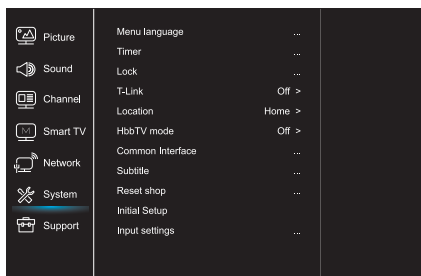 Picture
Sound
Channel
M Smart TV
Network
System
Support
Menu language ...
Timer ...
Lock ...
T-Link Off >
Location Home >
HbbTV mode Off >
Common Interface ...
Subtitle ...
Reset shop ...
Initial Setup
Input settings ...